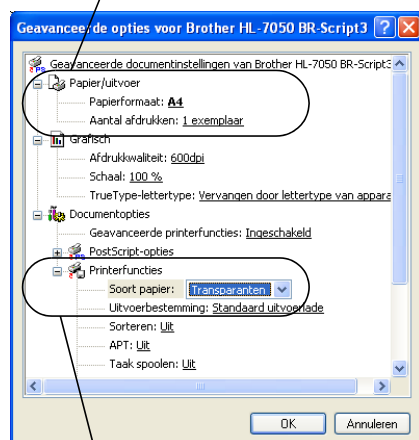 Geavanceerde opties voor Brother HL-7050 BR-Script3
Geavanceerde documentinstellingen van Brother HL-7050 BR-Script3
Papier/uitvoer
Papierformaat: A4
Aantal afdrukken: 1 exemplaar
Grafisch
Afdrukkwaliteit: 600dpi
Schaal: 100 %
TrueType-lettertype: Vervangen door lettertype van appara
Documentopties
Geavanceerde printerfuncties: Ingeschakeld
PostScript-opties
Printerfuncties
Soort papier: Transparanten
Uitvoerbestemming: Standaard uitvoerlade
Sorteren: Uit
APT: Uit
Taak spoolen: Uit
OK Annuleren